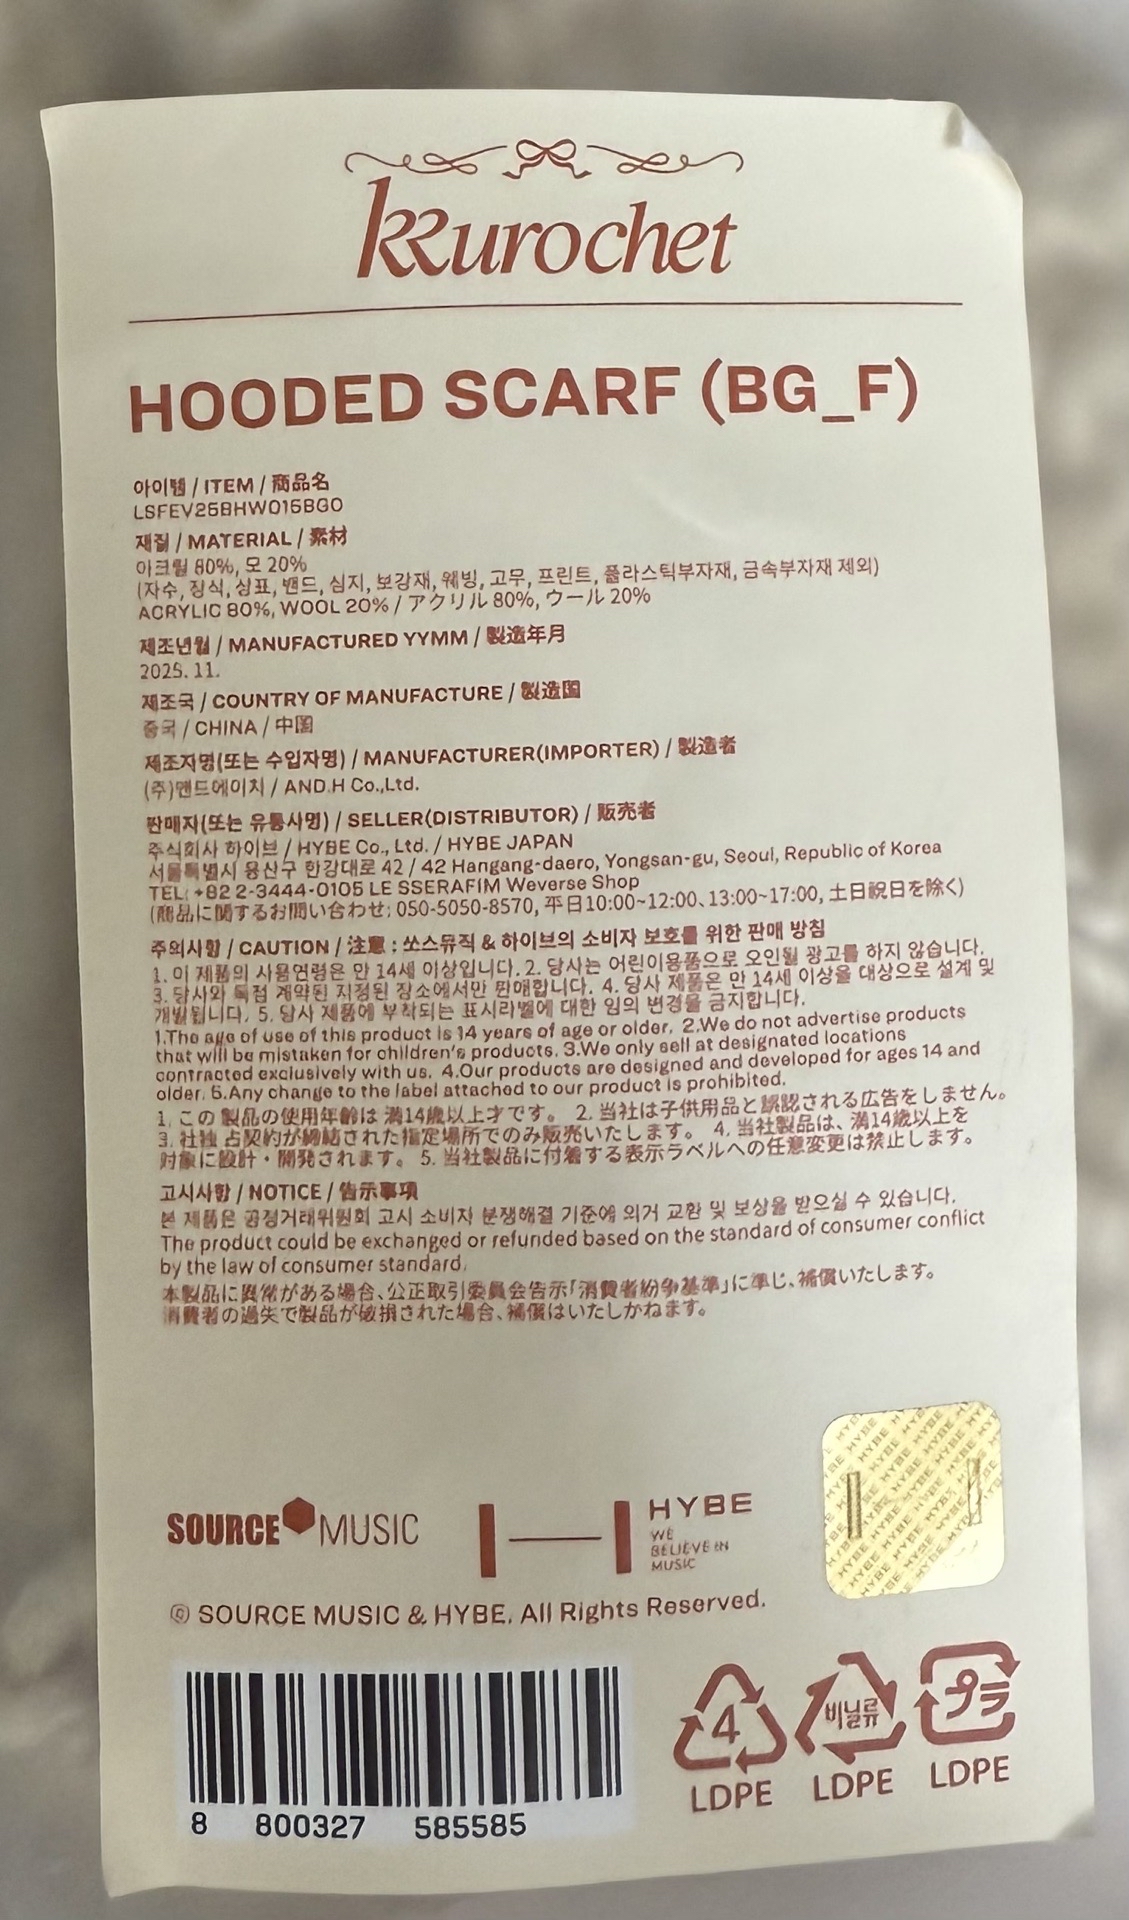 kkurochet
HOODED SCARF (BG_F)
아이템 / ITEM / 商品名
LSFEV25BHW015BG0
재질 / MATERIAL / 素材
아크릴 80%, 모 20%
(자수, 장식, 상표, 밴드, 심지, 보강재, 웨빙, 고무, 프린트, 플라스틱부자재, 금속부자재 제외)
ACRYLIC 80%, WOOL 20% / アクリル 80%, ウール 20%
제조년월 / MANUFACTURED YYMM / 製造年月
2025. 11.
제조국 / COUNTRY OF MANUFACTURE / 製造国
중국 / CHINA / 中国
제조자명(또는 수입자명) / MANUFACTURER(IMPORTER) / 製造者
(주)앤드에이치 / AND.H Co.,Ltd.
판매자(또는 유통사명) / SELLER(DISTRIBUTOR) / 販売者
주식회사 하이브 / HYBE Co., Ltd. / HYBE JAPAN
서울특별시 용산구 한강대로 42 / 42 Hangang-daero, Yongsan-gu, Seoul, Republic of Korea
TEL: +82 2-3444-0105 LE SSERAFIM Weverse Shop
(商品に関するお問い合わせ: 050-5050-8570, 平日10:00~12:00、13:00~17:00, 土日祝日を除く)
주의사항 / CAUTION / 注意 : 쏘스뮤직 & 하이브의 소비자 보호를 위한 판매 방침
1. 이 제품의 사용연령은 만 14세 이상입니다. 2. 당사는 어린이용품으로 오인될 광고를 하지 않습니다.
3. 당사와 독점 계약된 지정된 장소에서만 판매합니다. 4. 당사 제품은 만 14세 이상을 대상으로 설계 및
개발됩니다. 5. 당사 제품에 부착되는 표시라벨에 대한 임의 변경을 금지합니다.
1.The age of use of this product is 14 years of age or older. 2.We do not advertise products
that will be mistaken for children's products. 3.We only sell at designated locations
contracted exclusively with us. 4.Our products are designed and developed for ages 14 and
older. 5.Any change to the label attached to our product is prohibited.
1. この 製品の使用年齢は 満14歳以上才です。 2. 当社は子供用品と誤認される広告をしません。
3. 社独 占契約が締結された指定場所でのみ販売いたします。 4. 当社製品は、満14歳以上を
対象に設計・開発されます。 5. 当社製品に付着する表示ラベルへの任意変更は禁止します。
고시사항 / NOTICE / 告示事項
본 제품은 공정거래위원회 고시 소비자 분쟁해결 기준에 의거 교환 및 보상을 받으실 수 있습니다.
The product could be exchanged or refunded based on the standard of consumer conflict
by the law of consumer standard.
本製品に異常がある場合、公正取引委員会告示「消費者紛争基準」に準じ、補償いたします。
消費者の過失で製品が破損された場合、補償はいたしかねます。
SOURCE MUSIC
HYBE
WE
BELIEVE IN
MUSIC
© SOURCE MUSIC & HYBE. All Rights Reserved.
8 800327 585585
4
LDPE
비닐류
LDPE
プラ
LDPE